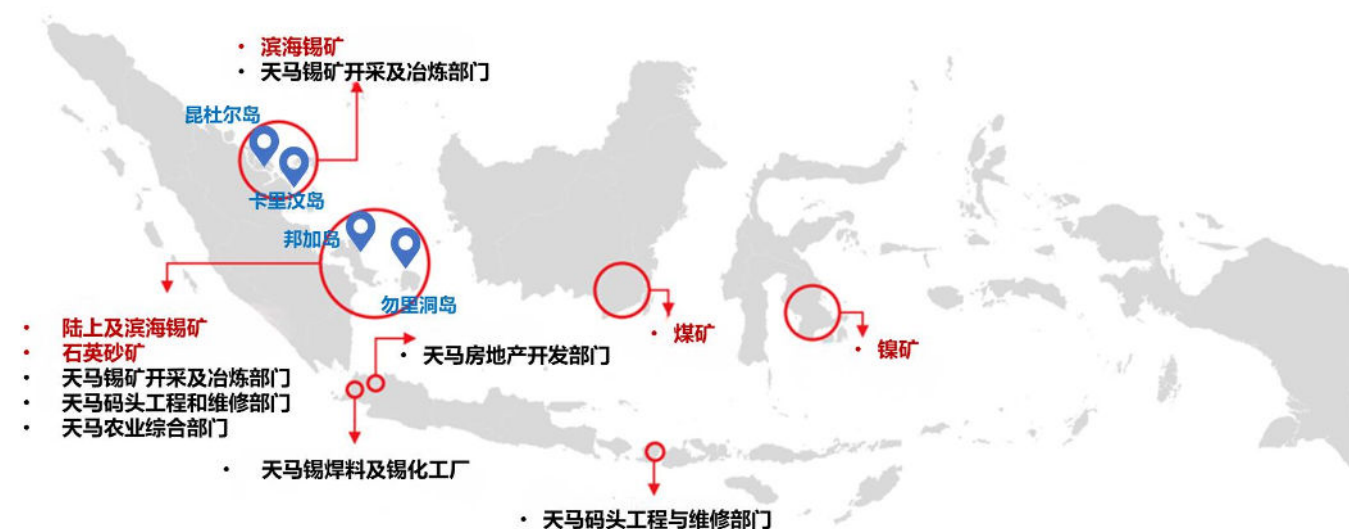 • 滨海锡矿
• 天马锡矿开采及冶炼部门
昆杜尔岛
卡里汶岛
邦加岛
勿里洞岛
• 陆上及滨海锡矿
• 石英砂矿
• 天马锡矿开采及冶炼部门
• 天马码头工程和维修部门
• 天马农业综合部门
• 天马房地产开发部门
• 煤矿
• 镍矿
• 天马锡焊料及锡化工厂
• 天马码头工程与维修部门